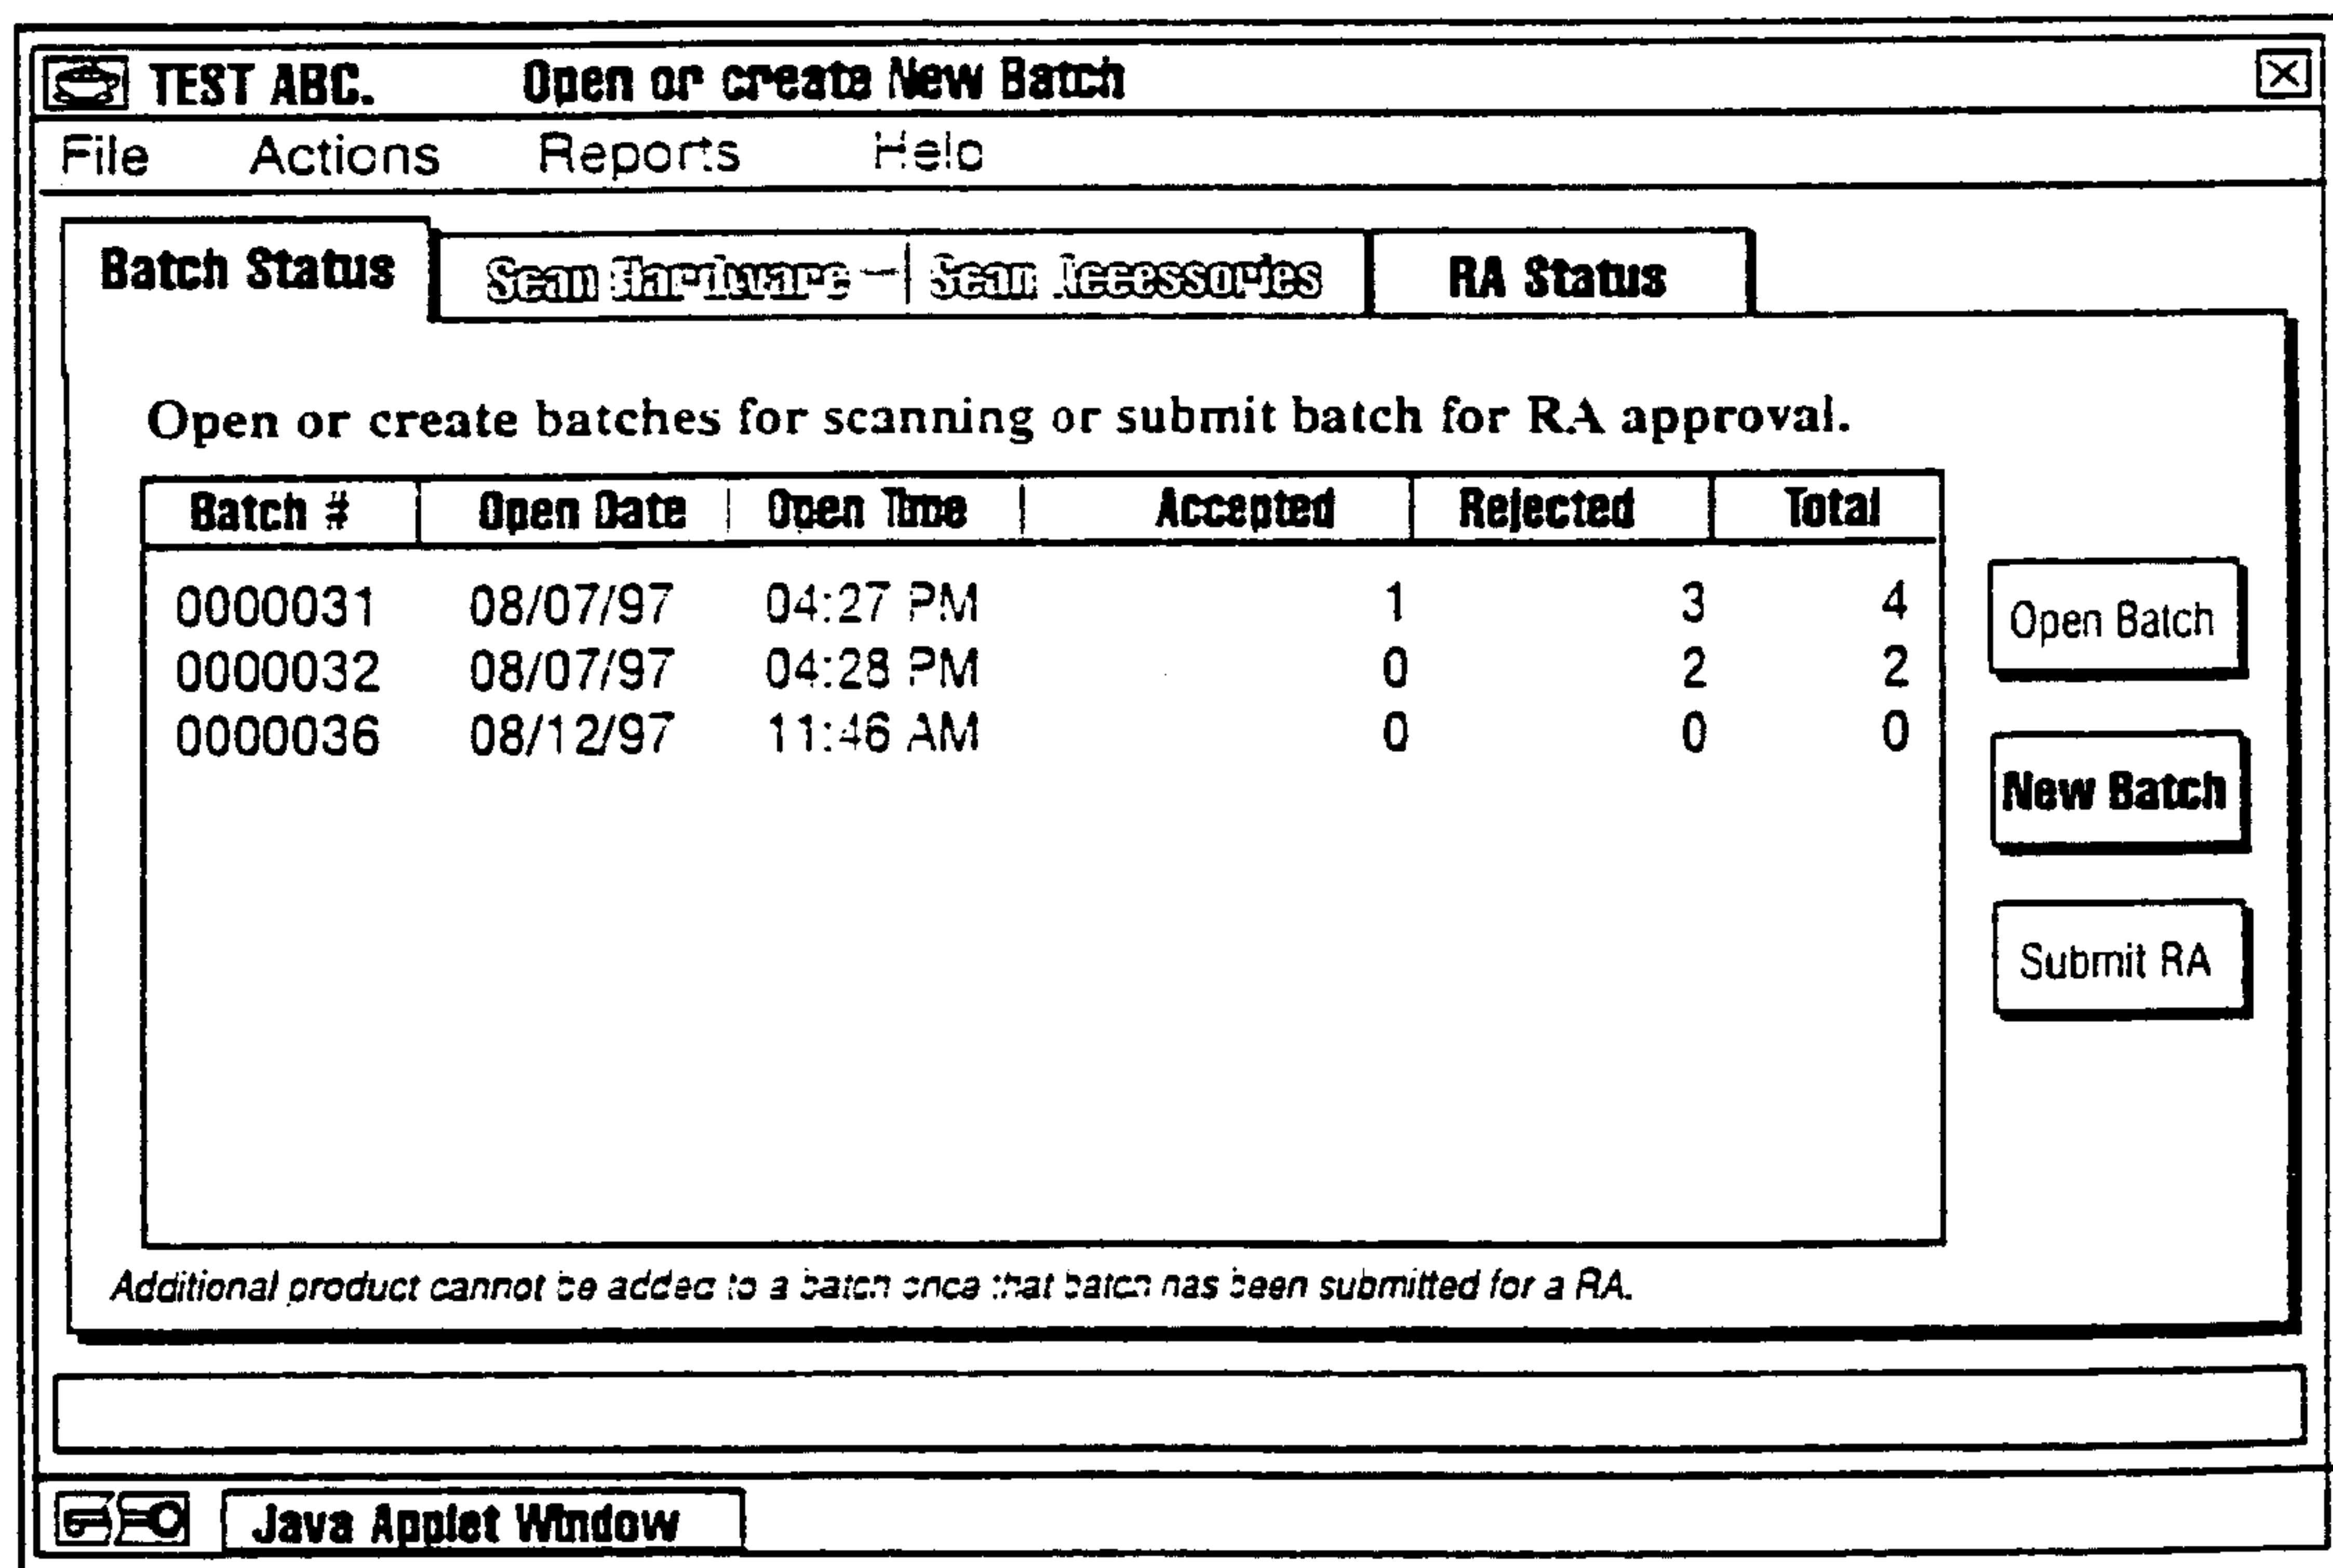 TEST ABC. Open or create New Batch
File Actions Reports Help
Batch Status Scan Hardware Scan Accessories RA Status
Open or create batches for scanning or submit batch for RA approval.
Batch # Open Date Open Time Accepted Rejected Total
0000031 08/07/97 04:27 PM 1 3 4
0000032 08/07/97 04:28 PM 0 2 2
0000036 08/12/97 11:46 AM 0 0 0
Open Batch
New Batch
Submit RA
Additional product cannot be added to a batch once that batch has been submitted for a RA.
Java Applet Window